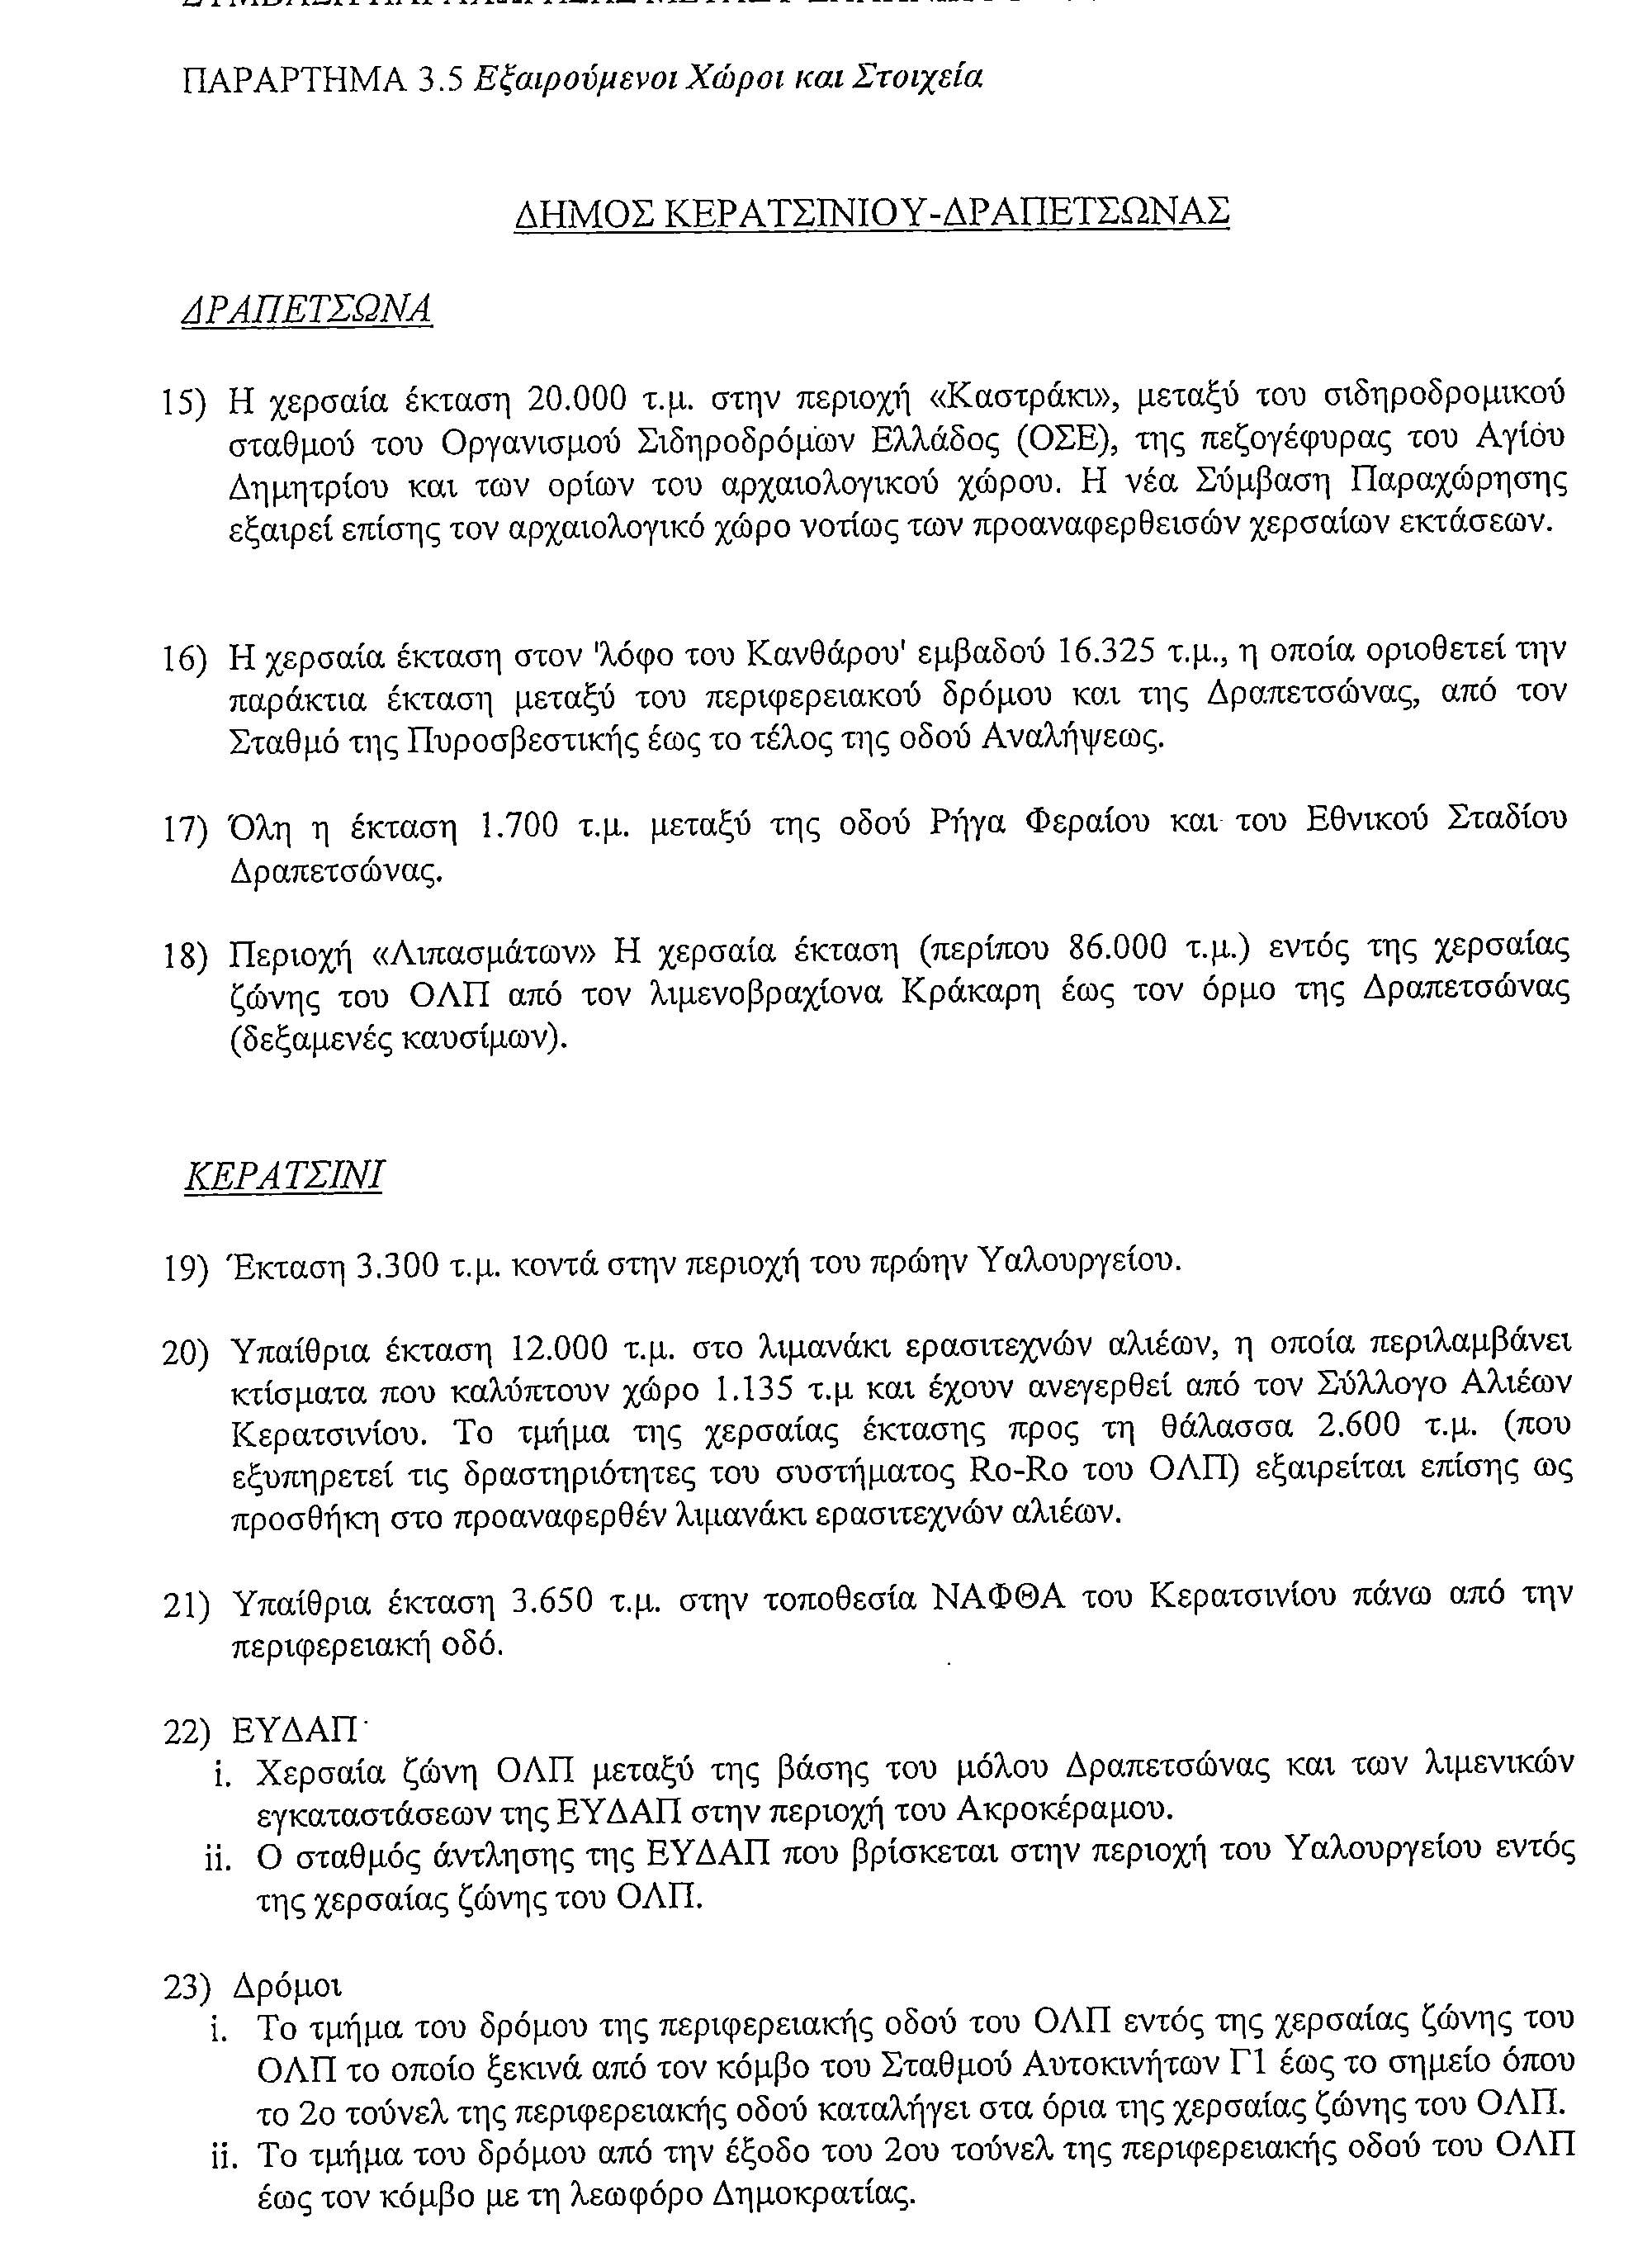 ΠΑΡΑΡΤΗΜΑ 3.5 Εξαιρούμενοι Χώροι και Στοιχεία
ΔΗΜΟΣ ΚΕΡΑΤΣΙΝΙΟΥ-ΔΡΑΠΕΤΣΩΝΑΣ
ΔΡΑΠΕΤΣΩΝΑ
15) Η χερσαία έκταση 20.000 τ.μ. στην περιοχή «Καστράκι», μεταξύ του σιδηροδρομικού
σταθμού του Οργανισμού Σιδηροδρόμων Ελλάδος (ΟΣΕ), της πεζογέφυρας του Αγίου
Δημητρίου και των ορίων του αρχαιολογικού χώρου. Η νέα Σύμβαση Παραχώρησης
εξαιρεί επίσης τον αρχαιολογικό χώρο νοτίως των προαναφερθεισών χερσαίων εκτάσεων.
16) Η χερσαία έκταση στον 'λόφο του Κανθάρου' εμβαδού 16.325 τ.μ., η οποία οριοθετεί την
παράκτια έκταση μεταξύ του περιφερειακού δρόμου και της Δραπετσώνας, από τον
Σταθμό της Πυροσβεστικής έως το τέλος της οδού Αναλήψεως.
17) Όλη η έκταση 1.700 τ.μ. μεταξύ της οδού Ρήγα Φεραίου και του Εθνικού Σταδίου
Δραπετσώνας.
18) Περιοχή «Λιπασμάτων» Η χερσαία έκταση (περίπου 86.000 τ.μ.) εντός της χερσαίας
ζώνης του ΟΛΠ από τον λιμενοβραχίονα Κράκαρη έως τον όρμο της Δραπετσώνας
(δεξαμενές καυσίμων).
ΚΕΡΑΤΣΙΝΙ
19) Έκταση 3.300 τ.μ. κοντά στην περιοχή του πρώην Υαλουργείου.
20) Υπαίθρια έκταση 12.000 τ.μ. στο λιμανάκι ερασιτεχνών αλιέων, η οποία περιλαμβάνει
κτίσματα που καλύπτουν χώρο 1.135 τ.μ και έχουν ανεγερθεί από τον Σύλλογο Αλιέων
Κερατσινίου. Το τμήμα της χερσαίας έκτασης προς τη θάλασσα 2.600 τ.μ. (που
εξυπηρετεί τις δραστηριότητες του συστήματος Ro-Ro του ΟΛΠ) εξαιρείται επίσης ως
προσθήκη στο προαναφερθέν λιμανάκι ερασιτεχνών αλιέων.
21) Υπαίθρια έκταση 3.650 τ.μ. στην τοποθεσία ΝΑΦΘΑ του Κερατσινίου πάνω από την
περιφερειακή οδό.
22) ΕΥΔΑΠ
i. Χερσαία ζώνη ΟΛΠ μεταξύ της βάσης του μόλου Δραπετσώνας και των λιμενικών
εγκαταστάσεων της ΕΥΔΑΠ στην περιοχή του Ακροκέραμου.
ii. Ο σταθμός άντλησης της ΕΥΔΑΠ που βρίσκεται στην περιοχή του Υαλουργείου εντός
της χερσαίας ζώνης του ΟΛΠ.
23) Δρόμοι
i. Το τμήμα του δρόμου της περιφερειακής οδού του ΟΛΠ εντός της χερσαίας ζώνης του
ΟΛΠ το οποίο ξεκινά από τον κόμβο του Σταθμού Αυτοκινήτων Γ1 έως το σημείο όπου
το 2ο τούνελ της περιφερειακής οδού καταλήγει στα όρια της χερσαίας ζώνης του ΟΛΠ.
ii. Το τμήμα του δρόμου από την έξοδο του 2ου τούνελ της περιφερειακής οδού του ΟΛΠ
έως τον κόμβο με τη λεωφόρο Δημοκρατίας.